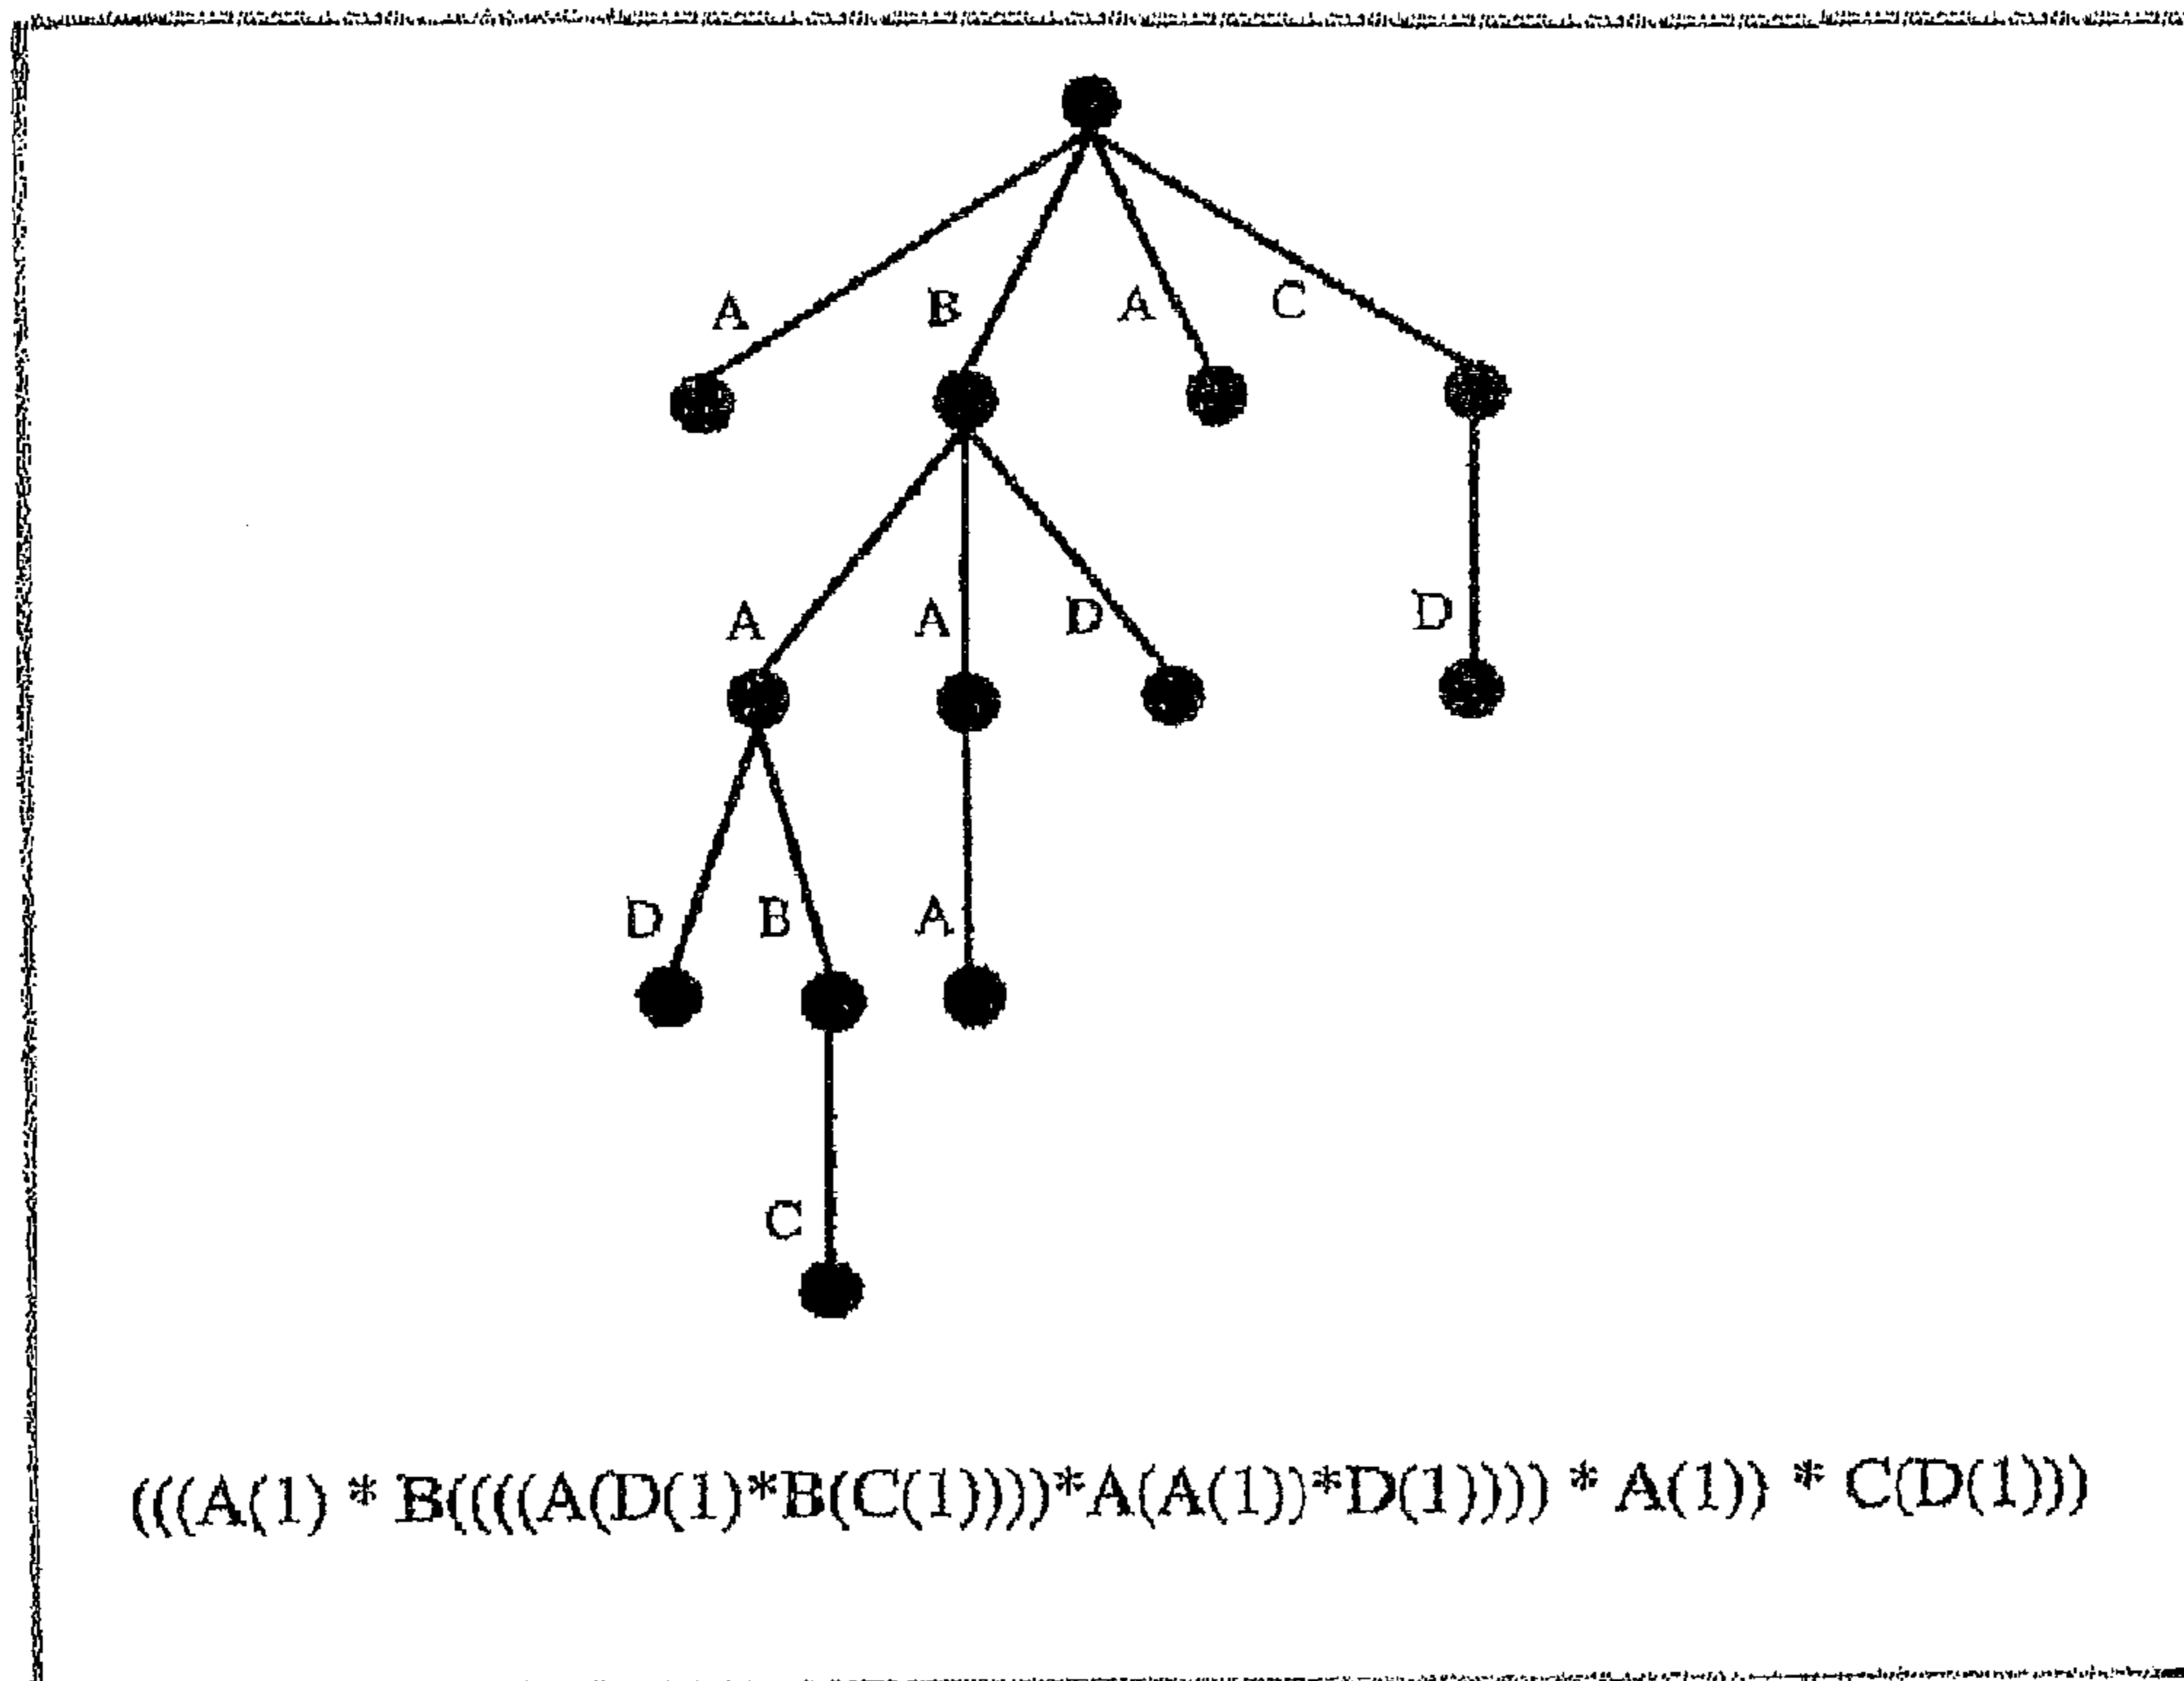 A B A C
A A D D
D B A
C
(((A(1) * B((((A(D(1)*B(C(1))))*A(A(1))*D(1)))) * A(1)) * C(D(1)))